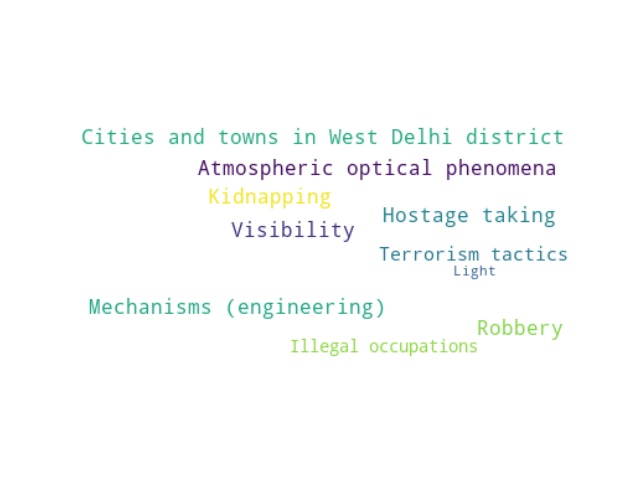 Cities and towns in West Delhi district
Atmospheric optical phenomena
Kidnapping
Hostage taking
Visibility
Terrorism tactics
Light
Mechanisms (engineering)
Robbery
Illegal occupations